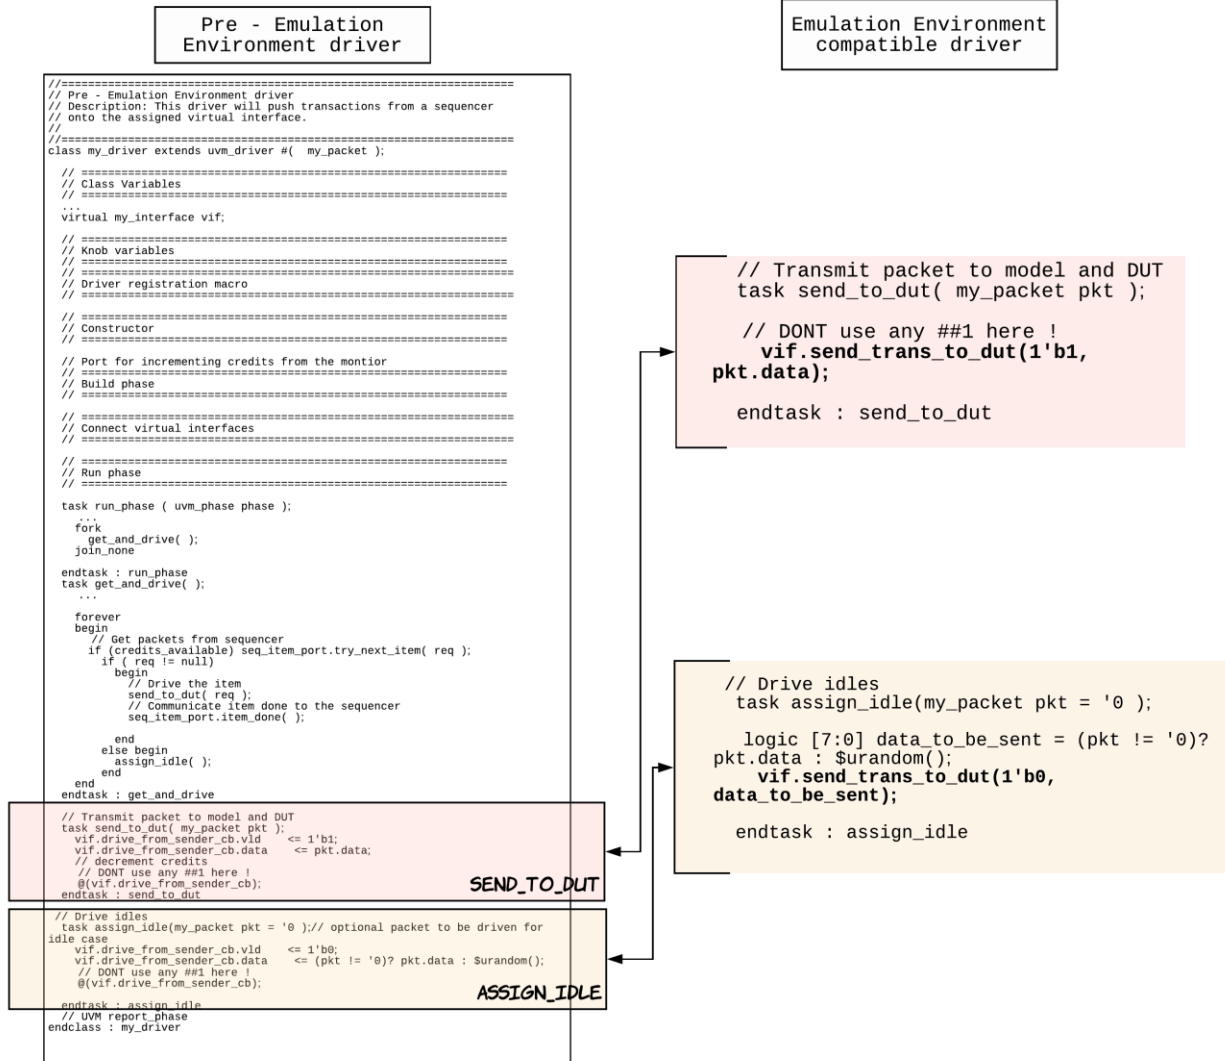 Pre - Emulation
Environment driver
Emulation Environment
compatible driver
//====================================================================
// Pre - Emulation Environment driver
// Description: This driver will push transactions from a sequencer
// onto the assigned virtual interface.
//
//====================================================================
class my_driver extends uvm_driver #(  my_packet );
// ================================================================
// Class Variables
// ================================================================
...
virtual my_interface vif;
// ================================================================
// Knob variables
// ================================================================
// =================================================================
// Driver registration macro
// =================================================================
// ================================================================
// Constructor
// ================================================================
// Port for incrementing credits from the montior
// ================================================================
// Build phase
// ================================================================
// =================================================================
// Connect virtual interfaces
// =================================================================
// ================================================================
// Run phase
// ================================================================
task run_phase ( uvm_phase phase );
...
fork
get_and_drive( );
join_none
endtask : run_phase
task get_and_drive( );
...
forever
begin
// Get packets from sequencer
if (credits_available) seq_item_port.try_next_item( req );
if ( req != null)
begin
// Drive the item
send_to_dut( req );
// Communicate item done to the sequencer
seq_item_port.item_done( );
end
else begin
assign_idle( );
end
end
endtask : get_and_drive
// Transmit packet to model and DUT
task send_to_dut( my_packet pkt );
vif.drive_from_sender_cb.vld    <= 1'b1;
vif.drive_from_sender_cb.data    <= pkt.data;
// decrement credits
// DONT use any ##1 here !
@(vif.drive_from_sender_cb);
endtask : send_to_dut
SEND_TO_DUT
// Drive idles
task assign_idle(my_packet pkt = '0 );// optional packet to be driven for
idle case
vif.drive_from_sender_cb.vld    <= 1'b0;
vif.drive_from_sender_cb.data    <= (pkt != '0)? pkt.data : $urandom();
// DONT use any ##1 here !
@(vif.drive_from_sender_cb);
ASSIGN_IDLE
endtask : assign_idle
// UVM report_phase
endclass : my_driver
// Transmit packet to model and DUT
task send_to_dut( my_packet pkt );
// DONT use any ##1 here !
vif.send_trans_to_dut(1'b1,
pkt.data);
endtask : send_to_dut
// Drive idles
task assign_idle(my_packet pkt = '0 );
logic [7:0] data_to_be_sent = (pkt != '0)?
pkt.data : $urandom();
vif.send_trans_to_dut(1'b0,
data_to_be_sent);
endtask : assign_idle